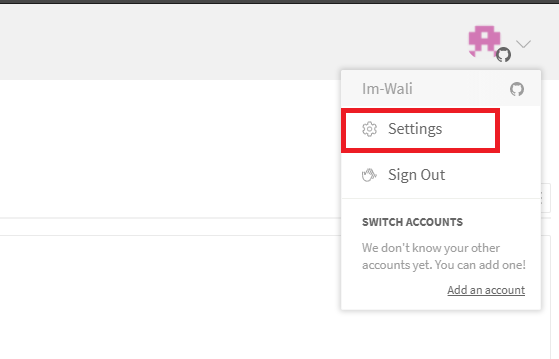 Im-Wali
Settings
Sign Out
SWITCH ACCOUNTS
We don't know your other
accounts yet. You can add one!
Add an account